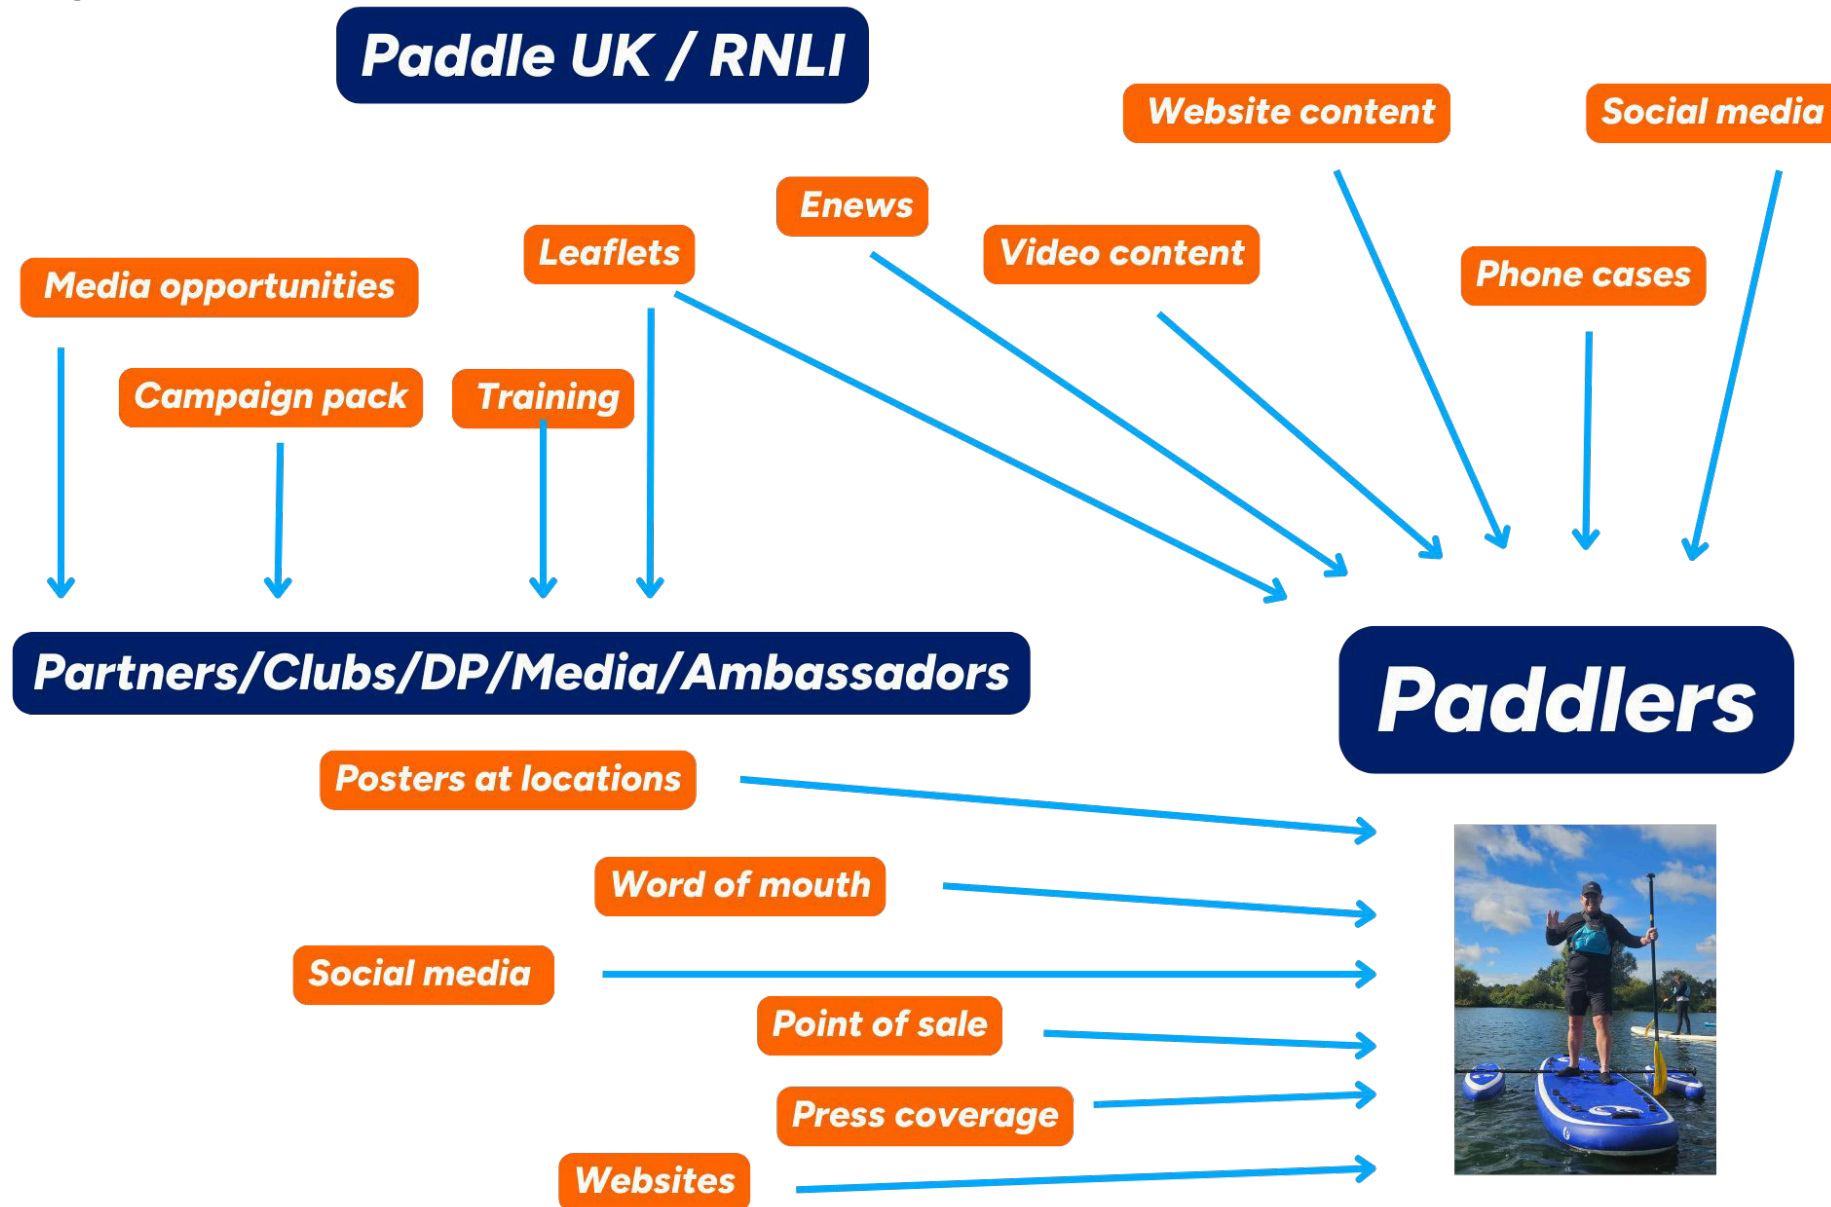 Paddle UK / RNLI
Website content
Social media
Enews
Leaflets
Video content
Media opportunities
Phone cases
Campaign pack
Training
Partners/Clubs/DP/Media/Ambassadors
Paddlers
Posters at locations
Word of mouth
Social media
Point of sale
Press coverage
Websites